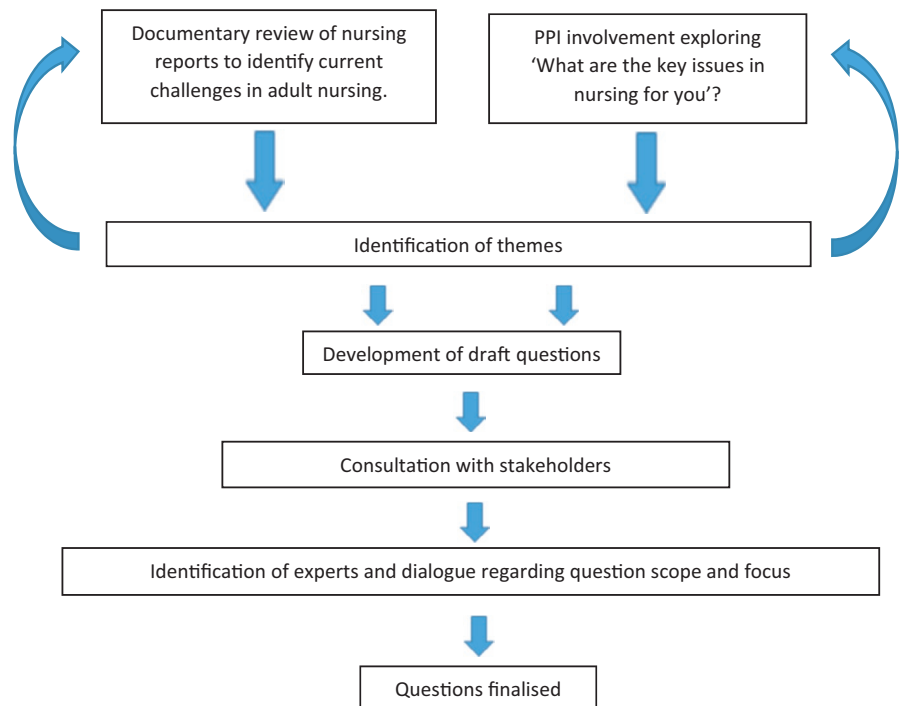 Documentary review of nursing
reports to identify current
challenges in adult nursing.
PPI involvement exploring
‘What are the key issues in
nursing for you’?
Identification of themes
Development of draft questions
Consultation with stakeholders
Identification of experts and dialogue regarding question scope and focus
Questions finalised